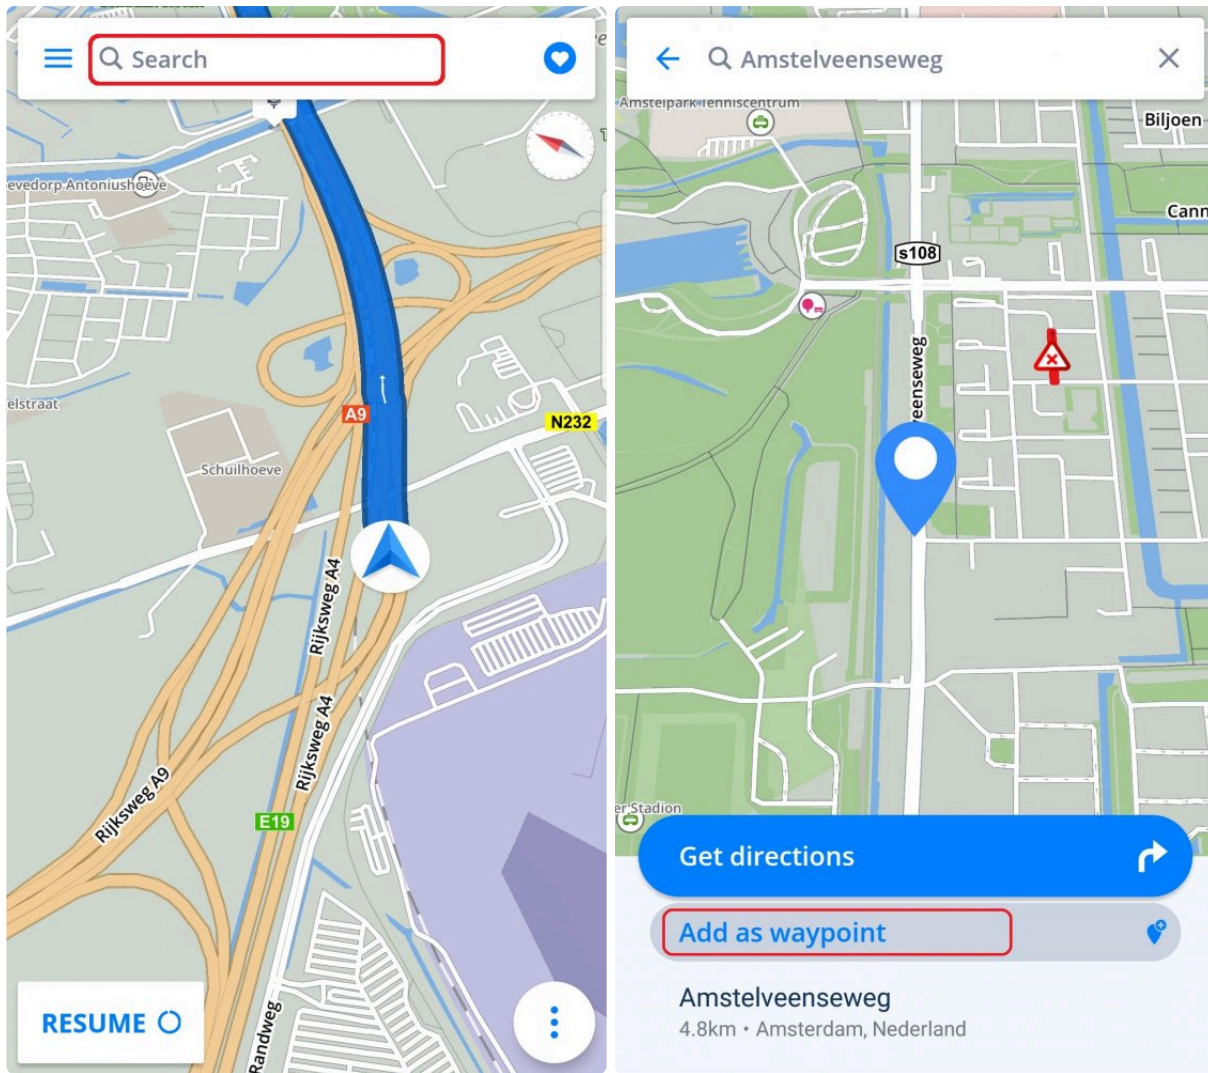 Search
evedorp Antoniushoeve
elstraat
A9
N232
Schuilhoeve
Rijksweg A4
Rijksweg A4
Rijksweg A9
E19
Randweg
RESUME
Amstelveenseweg
Amstelpark Tenniscentrum
Biljoen
Cann
s108
veenseweg
er Stadion
Get directions
Add as waypoint
Amstelveenseweg
4.8km • Amsterdam, Nederland